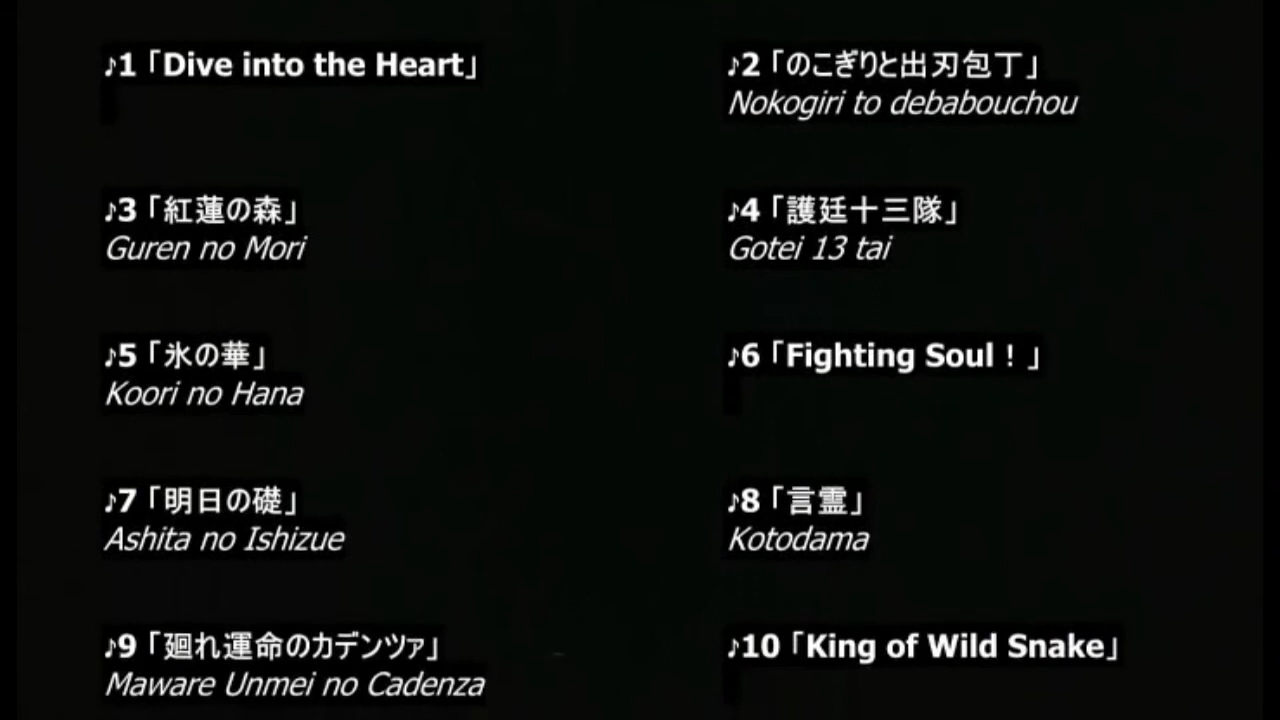 ♪1「Dive into the Heart」
♪2「のこぎりと出刃包丁」
Nokogiri to debabouchou
♪3「紅蓮の森」
Guren no Mori
♪4「護廷十三隊」
Gotei 13 tai
♪5「氷の華」
Koori no Hana
♪6「Fighting Soul！」
♪7「明日の礎」
Ashita no Ishizue
♪8「言霊」
Kotodama
♪9「廻れ運命のカデンツァ」
Maware Unmei no Cadenza
♪10「King of Wild Snake」